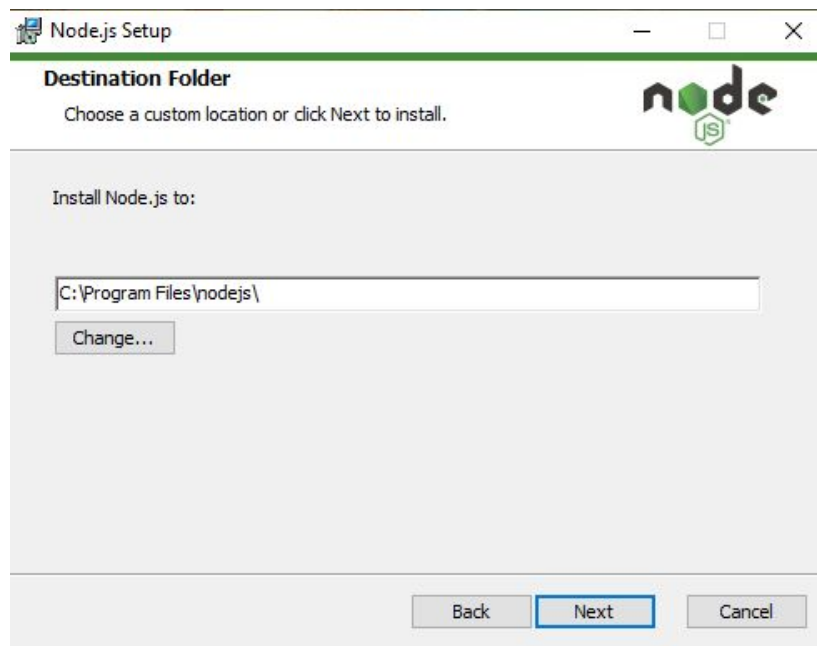 Node.js Setup
Destination Folder
Choose a custom location or click Next to install.
node
JS
Install Node.js to:
C:\Program Files\nodejs\
Change...
Back Next Cancel